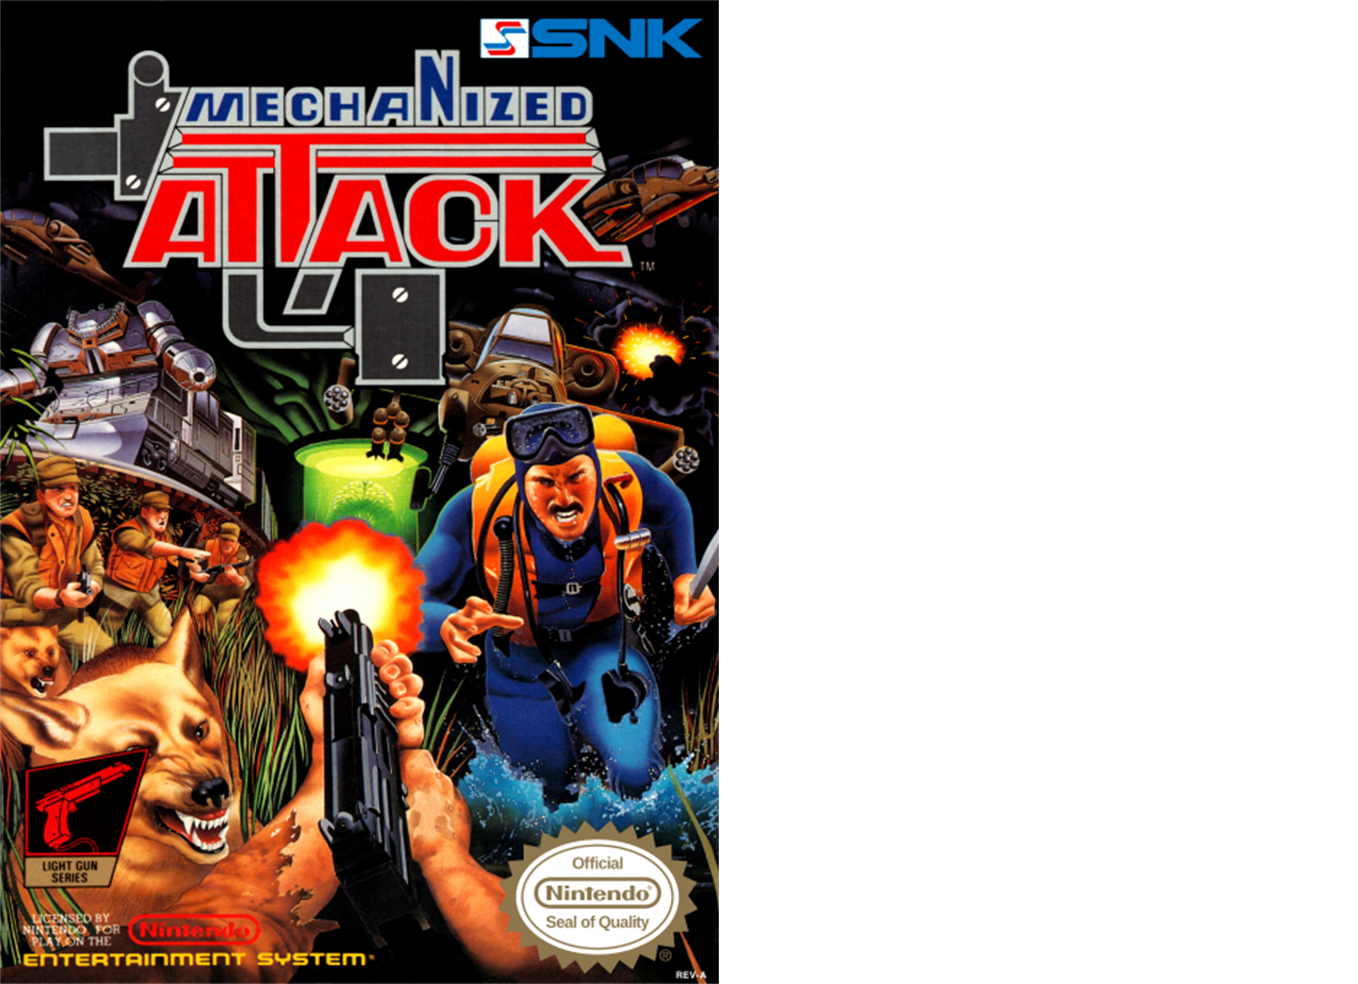 SNK
MECHANIZED
ATTACK
TM
LIGHT GUN
SERIES
LICENSED BY
NINTENDO FOR
PLAY ON THE
Nintendo
ENTERTAINMENT SYSTEM
Official
Nintendo®
Seal of Quality
®
REV-A